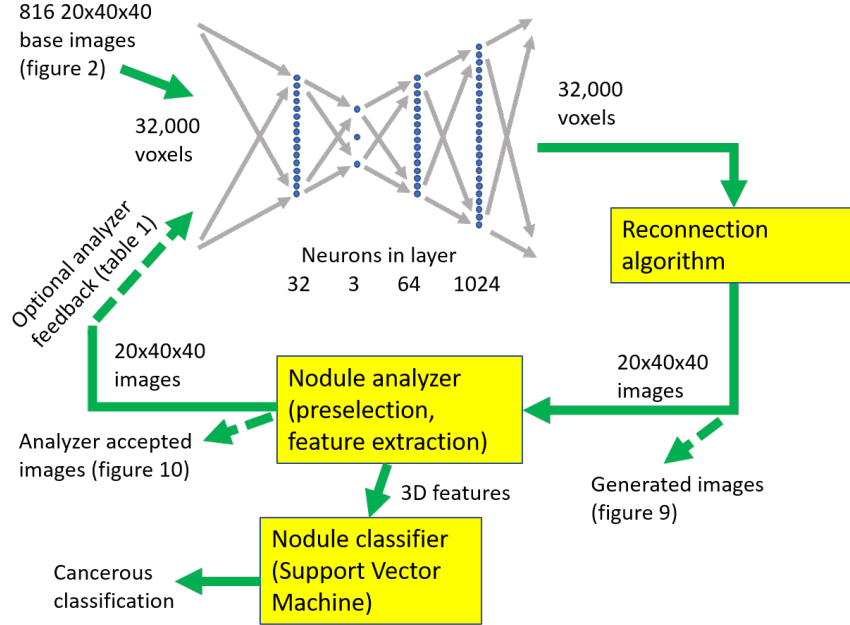 816 20x40x40
base images
(figure 2)
32,000
voxels
32,000
voxels
Neurons in layer
32 3 64 1024
Reconnection
algorithm
Optional analyzer
feedback (table 1)
20x40x40
images
Nodule analyzer
(preselection,
feature extraction)
20x40x40
images
Analyzer accepted
images (figure 10)
3D features
Generated images
(figure 9)
Nodule classifier
(Support Vector
Machine)
Cancerous
classification